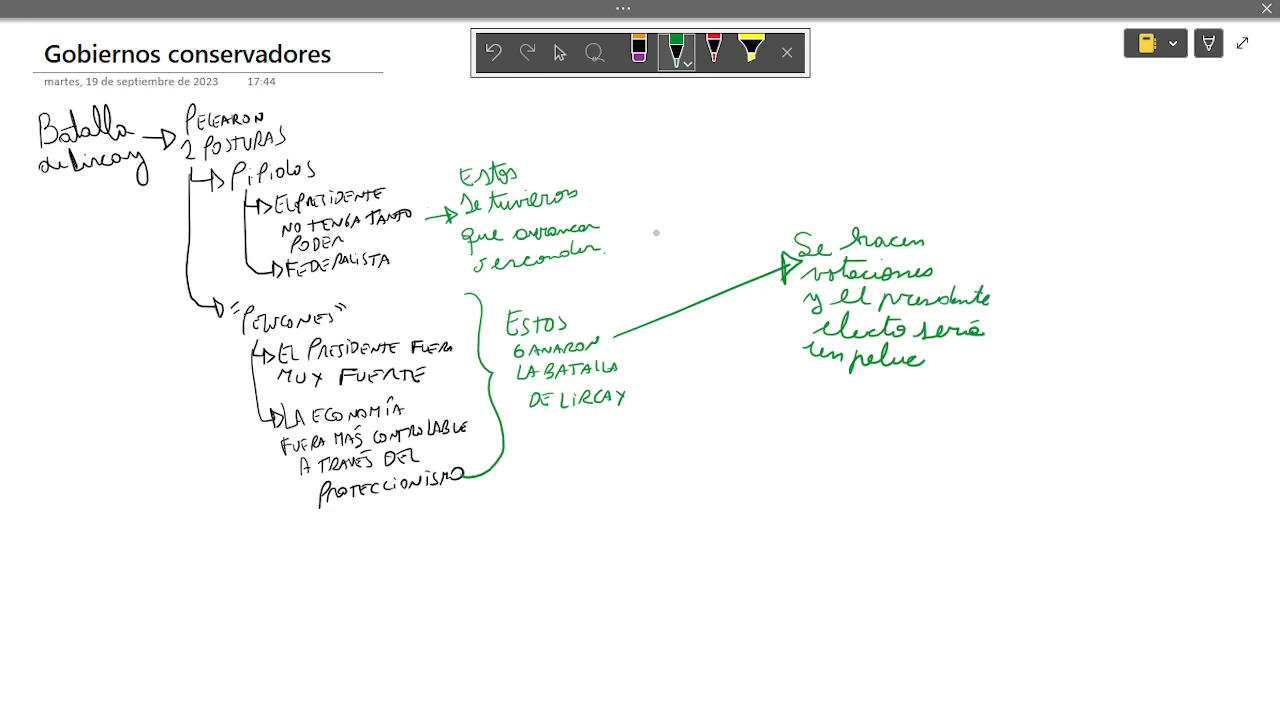 Gobiernos conservadores
martes, 19 de septiembre de 2023 17:44
Batalla
de Lircay
PELEARON
2 POSTURAS
PIPIOLOS
EL PRESIDENTE
NO TENGA TANTO
PODER
FEDERALISTA
Estos
se tuvieron
que arrancar
o esconder.
"PELUCONES"
EL PRESIDENTE FUERA
MUY FUERTE
LA ECONOMÍA
FUERA MÁS CONTROLABLE
A TRAVÉS DEL
PROTECCIONISMO
ESTOS
GANARON
LA BATALLA
DE LIRCAY
Se hacen
votaciones
y el presidente
electo sería
un peluc